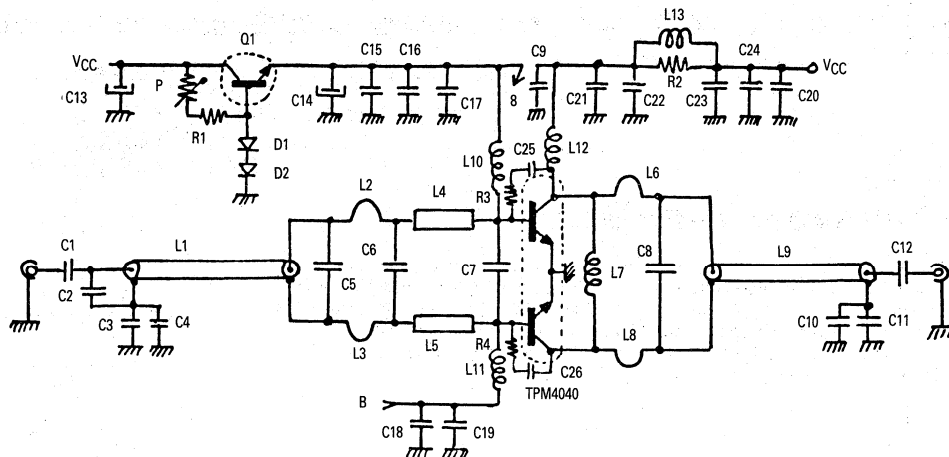 L13
Q1
C15 C16 C9 C24
VCC R2 VCC
C13 P C14 C17 8 C21 C22 C23 C20
R1
D1 C25 L12
L10
D2 R3
L2 L4 L6
C1 L1 C6 C7 L7 C8 L9 C12
C2 C5
C3 C4 C10 C11
L3 L5 R4 L8
L11 C26
TPM4040
B
C18 C19